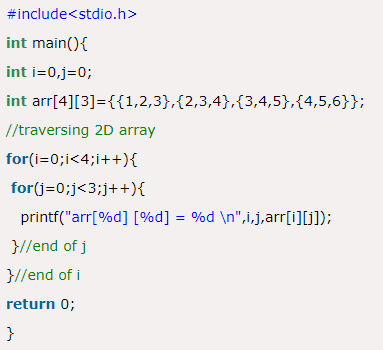 #include<stdio.h>
int main(){
int i=0,j=0;
int arr[4][3]={{1,2,3},{2,3,4},{3,4,5},{4,5,6}};
//traversing 2D array
for(i=0;i<4;i++){
for(j=0;j<3;j++){
printf("arr[%d] [%d] = %d \n",i,j,arr[i][j]);
}//end of j
}//end of i
return 0;
}